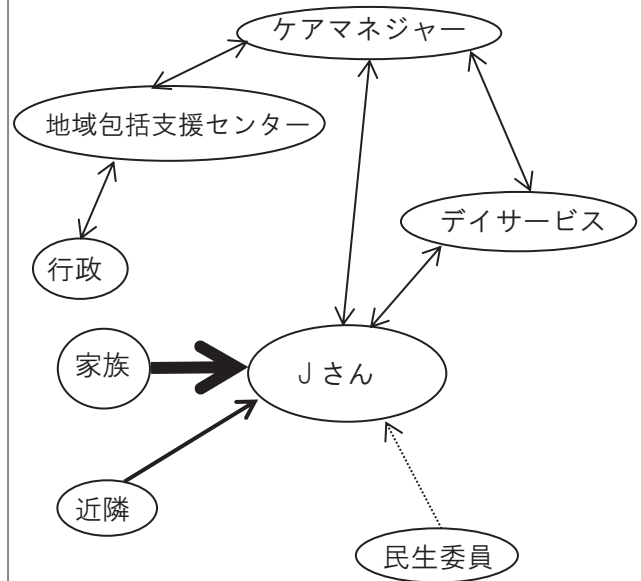 ケアマネジャー
地域包括支援センター
デイサービス
行政
家族
Jさん
近隣
民生委員